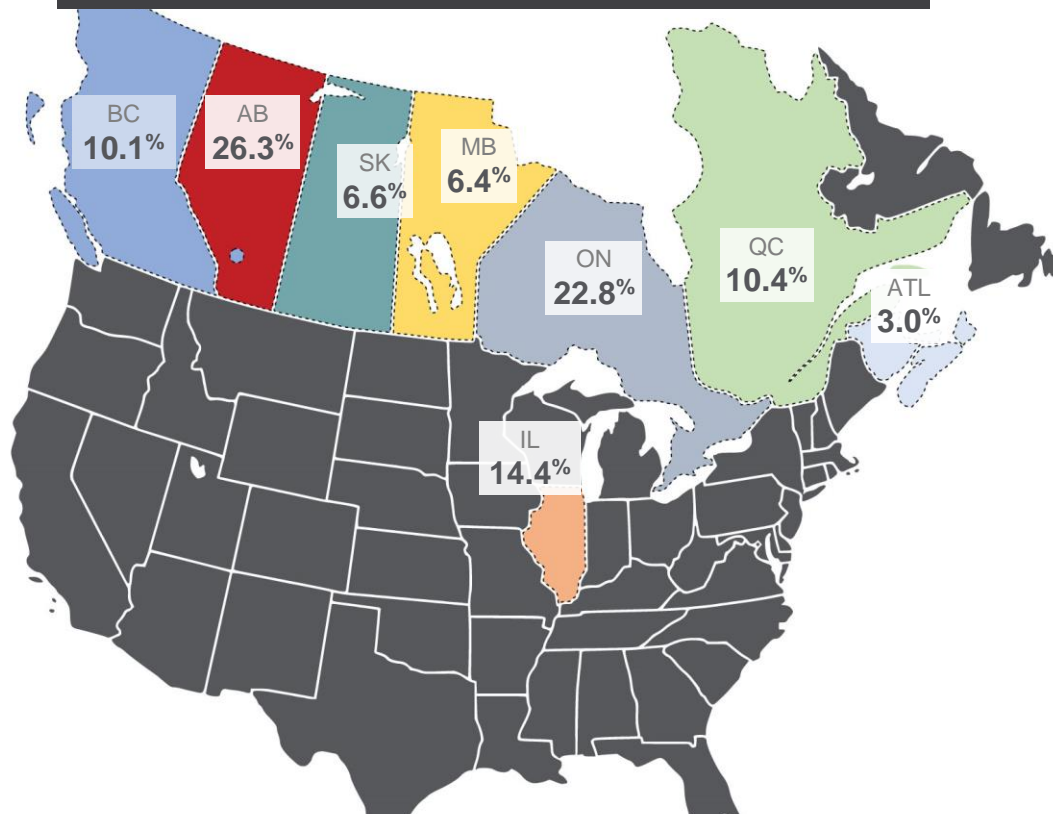 BC
10.1%
AB
26.3%
SK
6.6%
MB
6.4%
ON
22.8%
QC
10.4%
ATL
3.0%
IL
14.4%